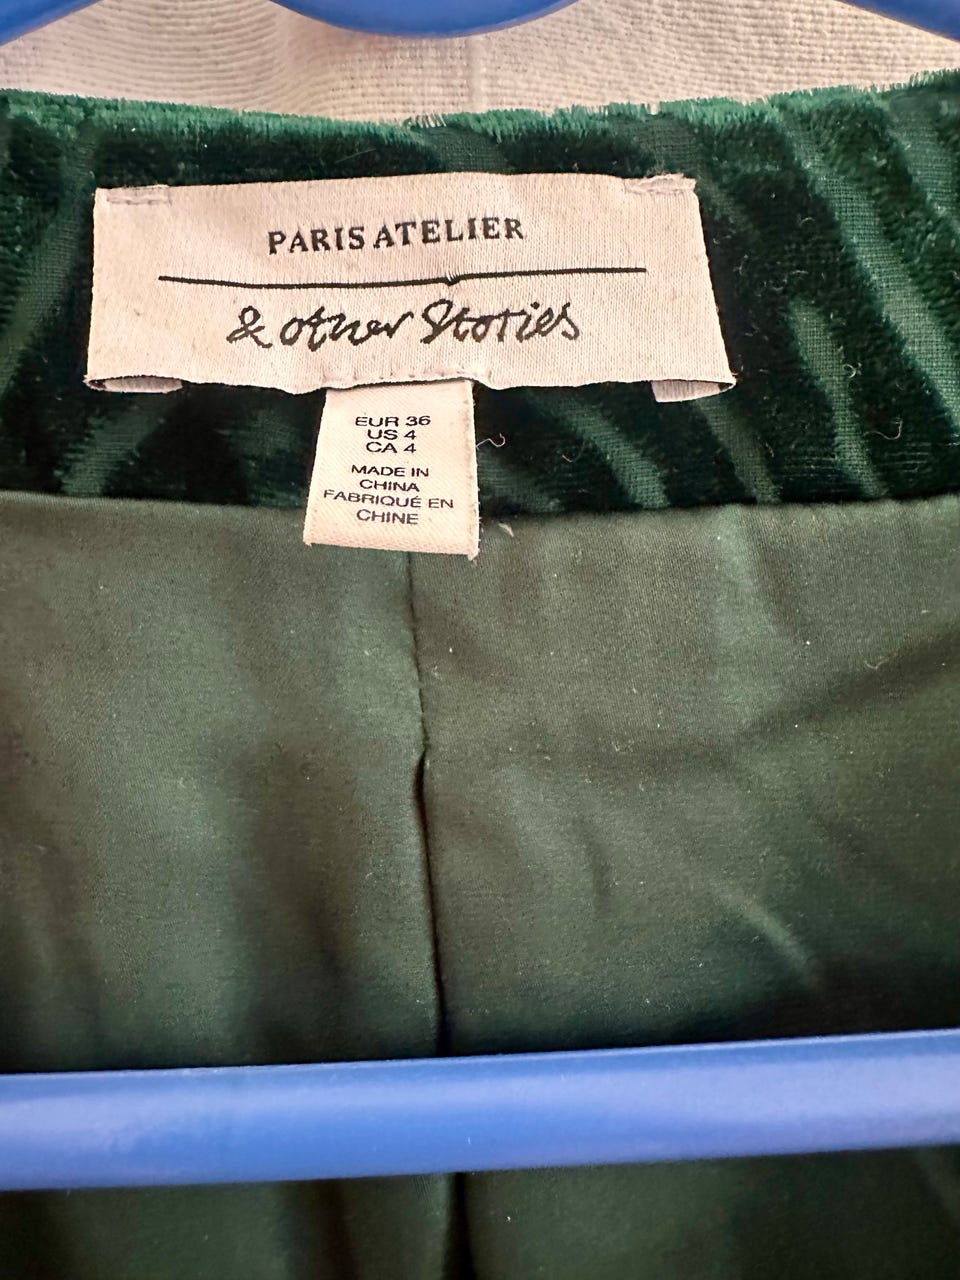 PARIS ATELIER
& other Stories
EUR 36
US 4
CA 4
MADE IN
CHINA
FABRIQUÉ EN
CHINE